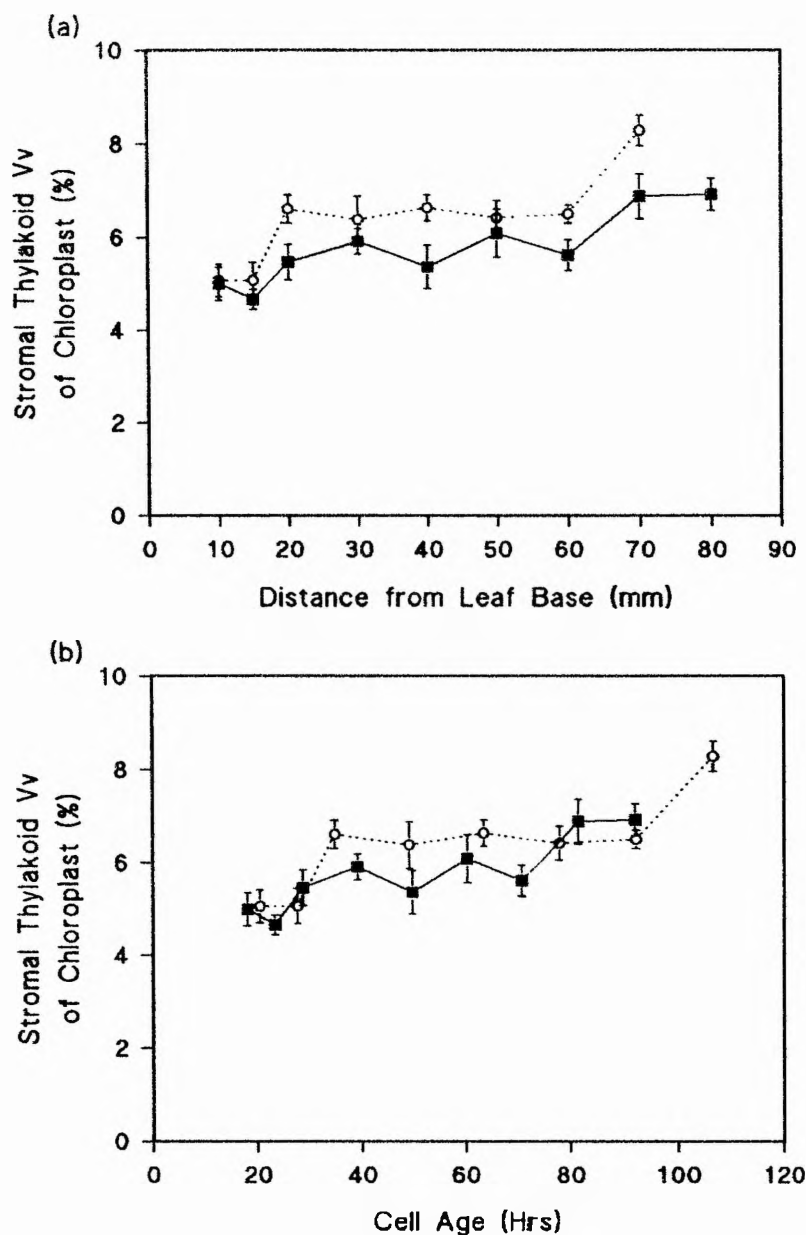 (a)
10
8
6
4
2
0
Stromal Thylakoid Vv
of Chloroplast (%)
0 10 20 30 40 50 60 70 80 90
Distance from Leaf Base (mm)
(b)
10
8
6
4
2
0
Stromal Thylakoid Vv
of Chloroplast (%)
0 20 40 60 80 100 120
Cell Age (Hrs)